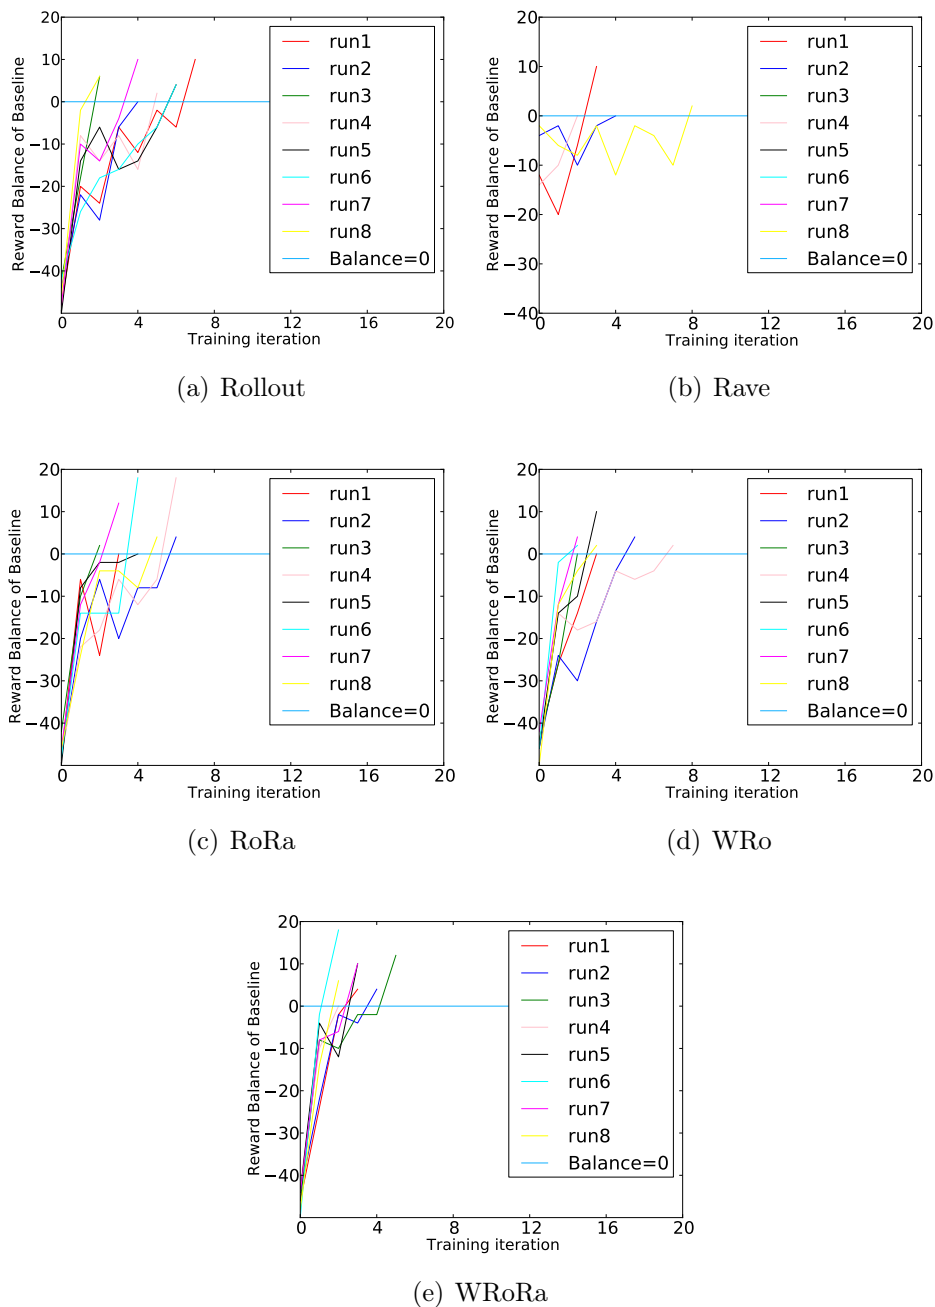 20
10
0
−10
−20
−30
−40
Reward Balance of Baseline
run1
run2
run3
run4
run5
run6
run7
run8
Balance=0
0 4 8 12 16 20
Training iteration
(a) Rollout
20
10
0
−10
−20
−30
−40
Reward Balance of Baseline
run1
run2
run3
run4
run5
run6
run7
run8
Balance=0
0 4 8 12 16 20
Training iteration
(b) Rave
20
10
0
−10
−20
−30
−40
Reward Balance of Baseline
run1
run2
run3
run4
run5
run6
run7
run8
Balance=0
0 4 8 12 16 20
Training iteration
(c) RoRa
20
10
0
−10
−20
−30
−40
Reward Balance of Baseline
run1
run2
run3
run4
run5
run6
run7
run8
Balance=0
0 4 8 12 16 20
Training iteration
(d) WRo
20
10
0
−10
−20
−30
−40
Reward Balance of Baseline
run1
run2
run3
run4
run5
run6
run7
run8
Balance=0
0 4 8 12 16 20
Training iteration
(e) WRoRa